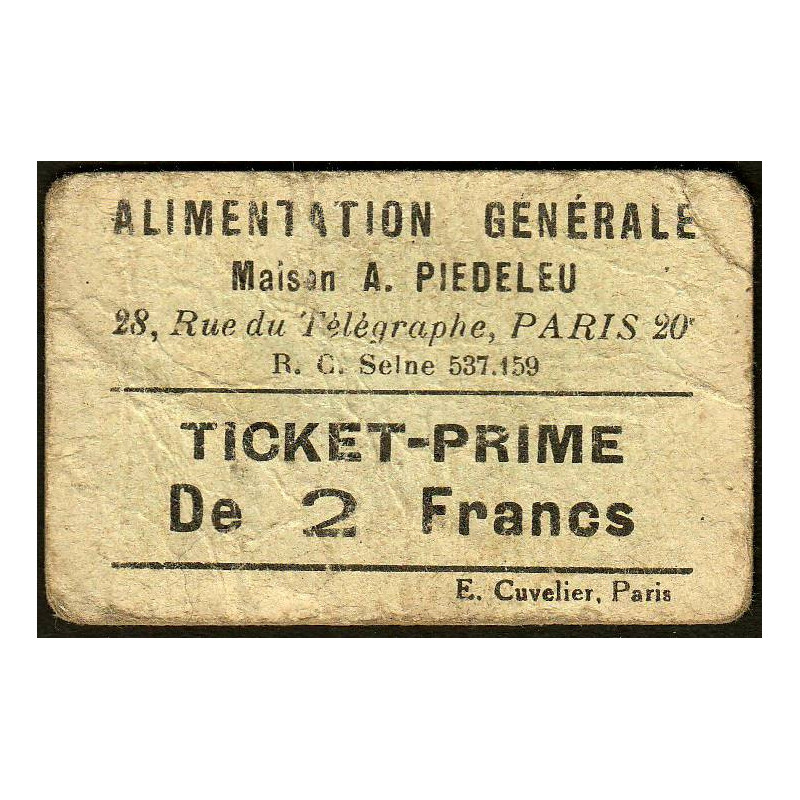 ALIMENTATION GÉNÉRALE
Maison A. PIEDELEU
28, Rue du Télégraphe, PARIS 20e
R. C. Seine 537.159
TICKET-PRIME
De 2 Francs
E. Cuvelier, Paris